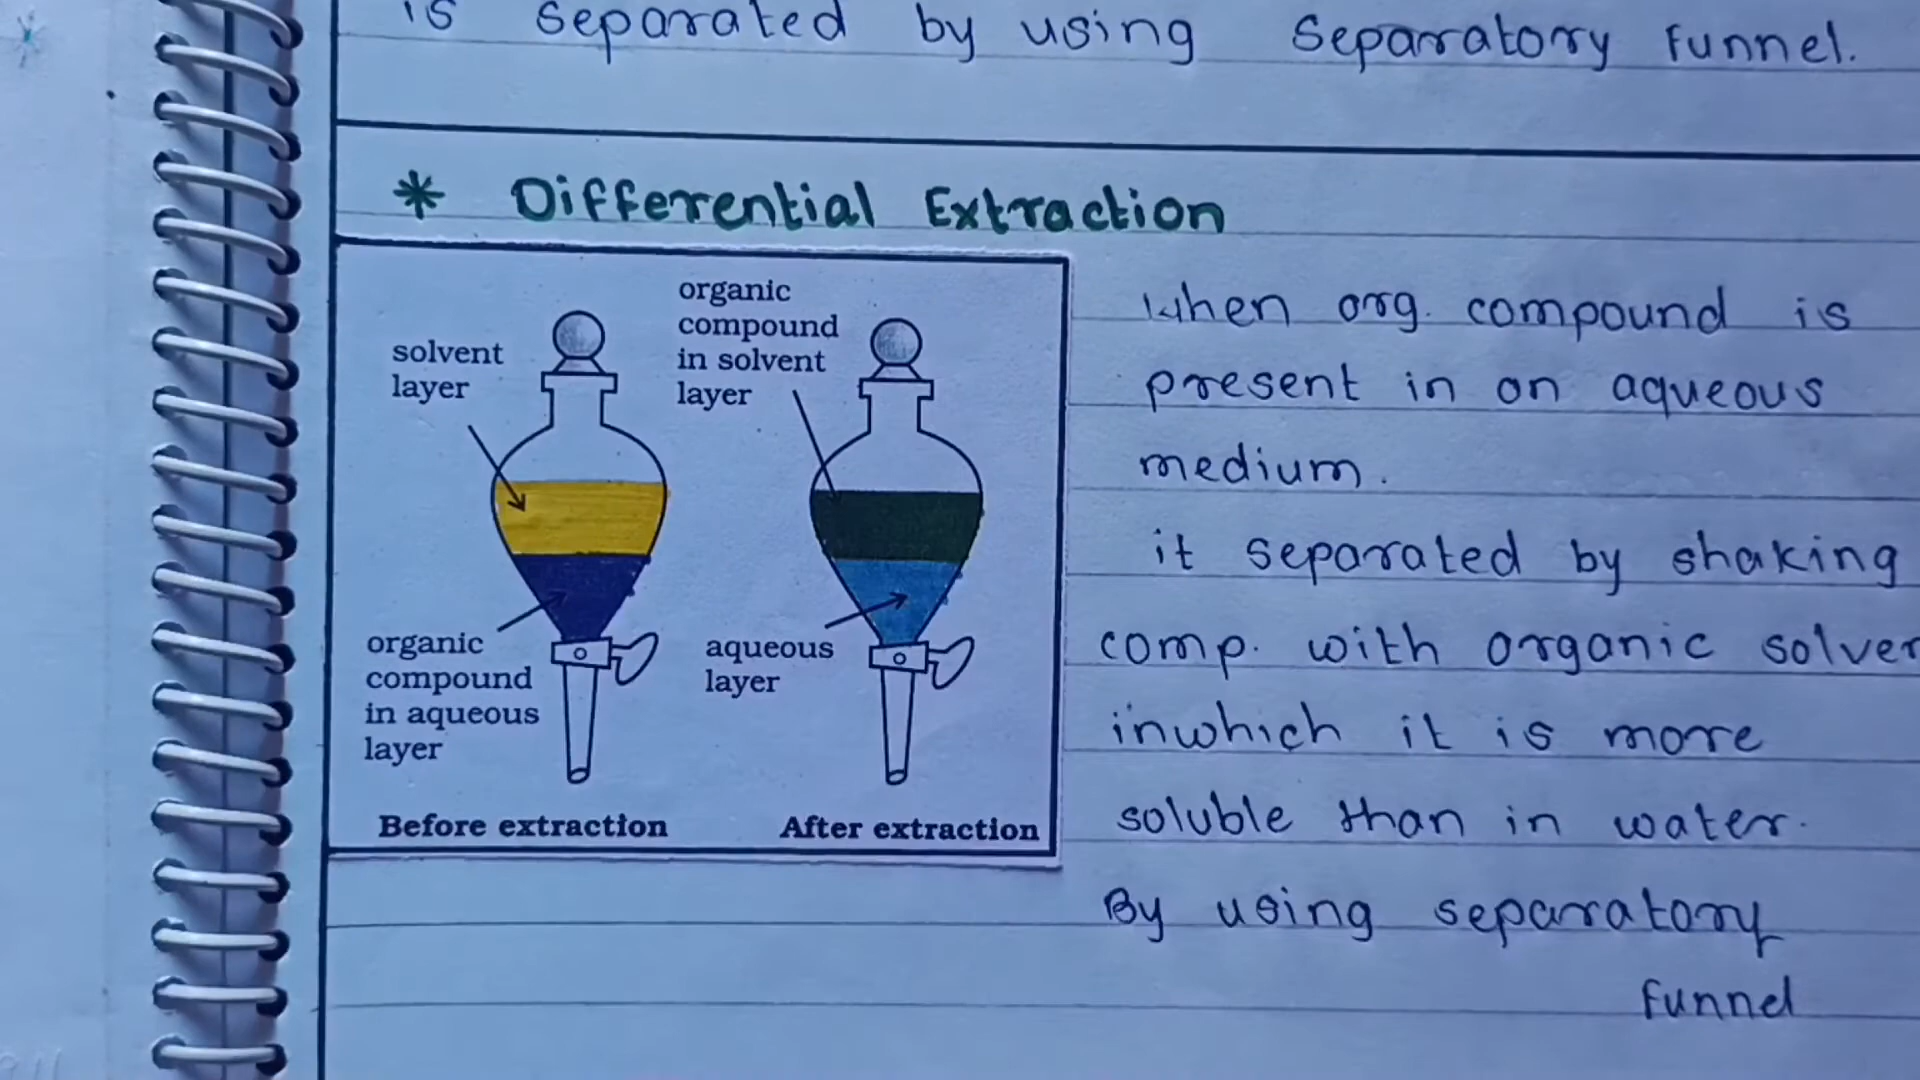 is separated by using Separatory funnel.
* Differential Extraction
solvent
layer
organic
compound
in solvent
layer
organic
compound
in aqueous
layer
aqueous
layer
Before extraction
After extraction
When org. compound is
present in an aqueous
medium.
it separated by shaking
comp. with organic solven
inwhich it is more
soluble than in water.
By using separatory
funnel